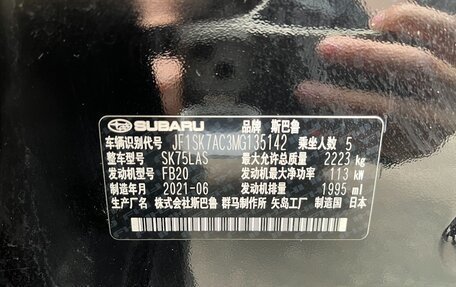 SUBARU 品牌 斯巴鲁
车辆识别代号 JF1SK7AC3MG135142 乘坐人数 5
整车型号 SK75LAS 最大允许总质量 2223 kg
发动机型号 FB20 发动机最大净功率 113 kW
制造年月 2021-06 发动机排量 1995 mL
生产厂名 株式会社斯巴鲁 群马制作所 矢岛工厂 制造国 日本